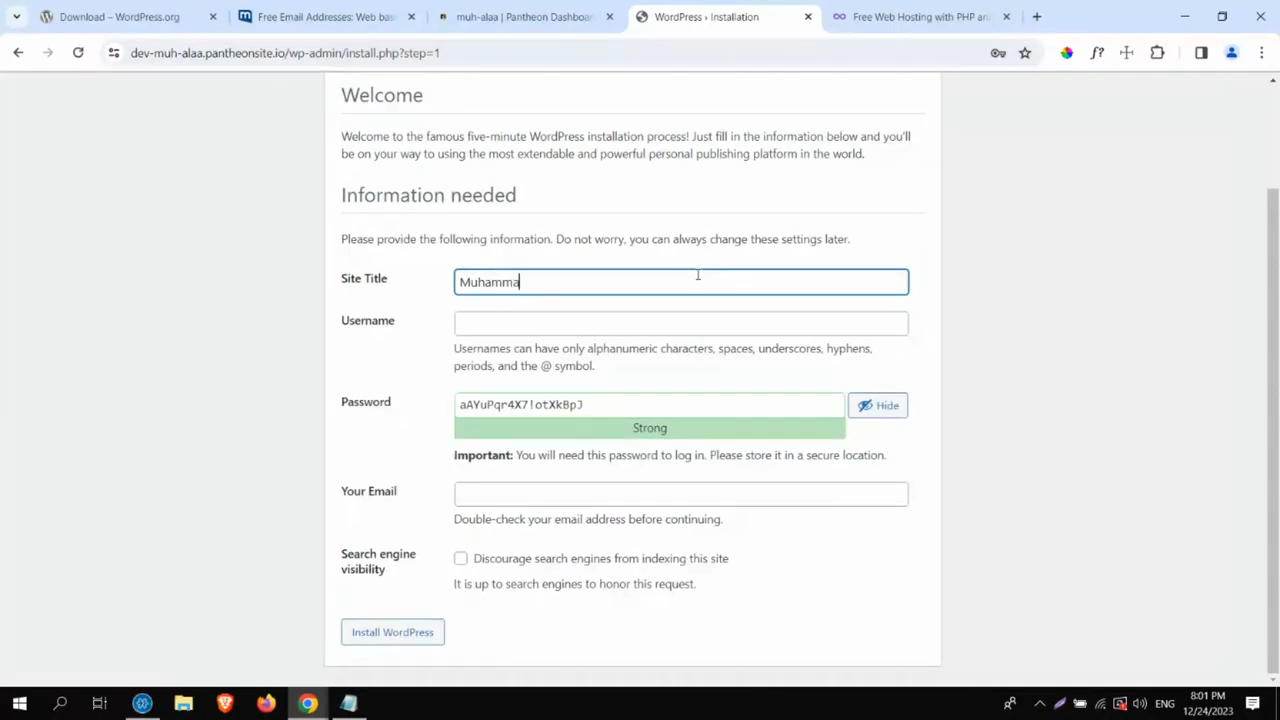 Download – WordPress.org
Free Email Addresses: Web bas
muh-alaa | Pantheon Dashboar
WordPress › Installation
Free Web Hosting with PHP an
dev-muh-alaa.pantheonsite.io/wp-admin/install.php?step=1
f?
Welcome
Welcome to the famous five-minute WordPress installation process! Just fill in the information below and you'll
be on your way to using the most extendable and powerful personal publishing platform in the world.
Information needed
Please provide the following information. Do not worry, you can always change these settings later.
Site Title
Muhamma
Username
Usernames can have only alphanumeric characters, spaces, underscores, hyphens,
periods, and the @ symbol.
Password
aAYuPqr4X7!otXkBpJ
Hide
Strong
Important: You will need this password to log in. Please store it in a secure location.
Your Email
Double-check your email address before continuing.
Search engine
visibility
Discourage search engines from indexing this site
It is up to search engines to honor this request.
Install WordPress
ENG
8:01 PM
12/24/2023